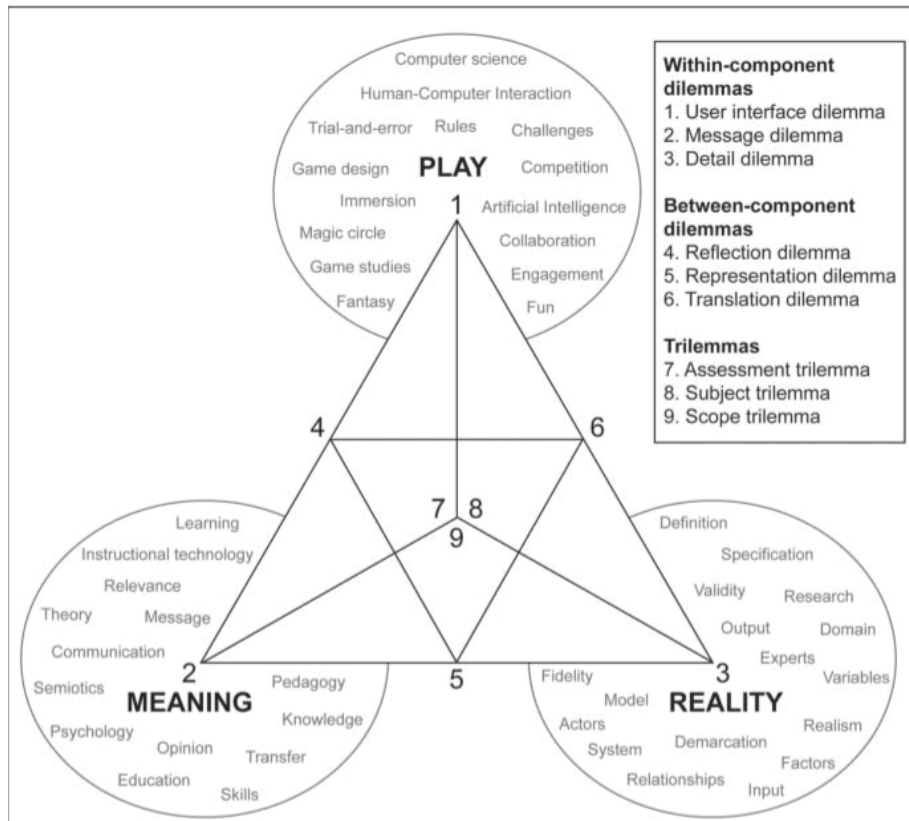 Computer science
Human-Computer Interaction
Trial-and-error
Rules
Challenges
Game design
PLAY
Competition
Immersion
1
Artificial Intelligence
Magic circle
Collaboration
Game studies
Engagement
Fantasy
Fun
Within-component
dilemmas
1. User interface dilemma
2. Message dilemma
3. Detail dilemma
Between-component
dilemmas
4. Reflection dilemma
5. Representation dilemma
6. Translation dilemma
Trilemmas
7. Assessment trilemma
8. Subject trilemma
9. Scope trilemma
4
6
7 8
9
Learning
Instructional technology
Relevance
Theory
Message
Communication
2
Semiotics
Pedagogy
MEANING
Knowledge
Psychology
Opinion
Transfer
Education
Skills
5
Definition
Specification
Validity
Research
Output
Domain
Experts
3
Variables
Fidelity
Model
REALITY
Actors
Realism
System
Demarcation
Factors
Relationships
Input